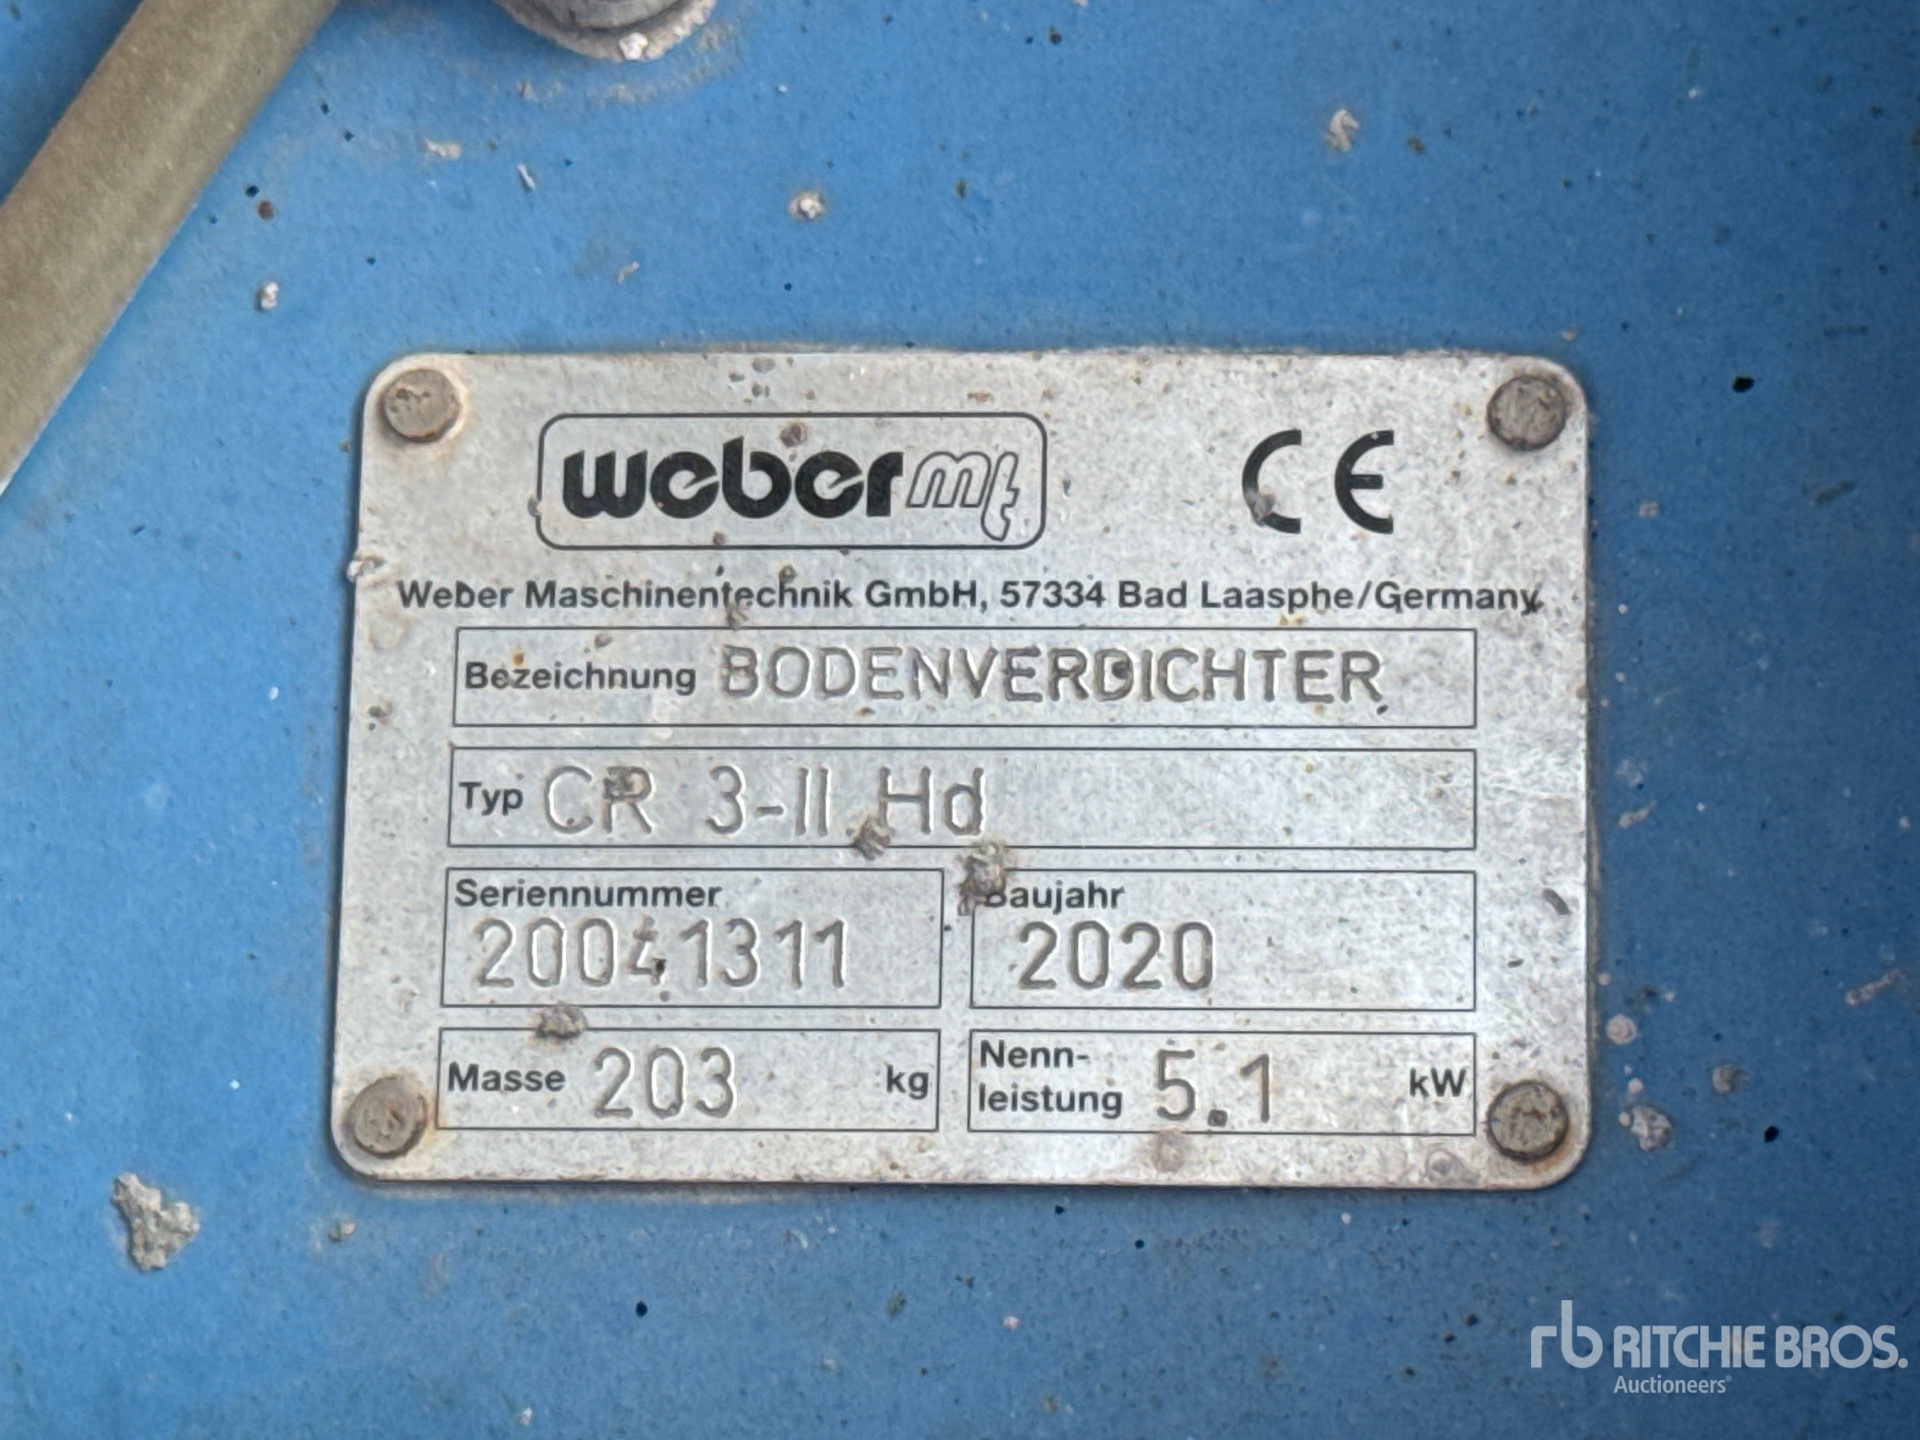 weber mt
CE
Weber Maschinentechnik GmbH, 57334 Bad Laasphe/Germany
Bezeichnung BODENVERDICHTER
Typ CR 3-II Hd
Seriennummer
20041311
Baujahr
2020
Masse 203 kg
Nenn-
leistung 5.1 kW
rb RITCHIE BROS.
Auctioneers